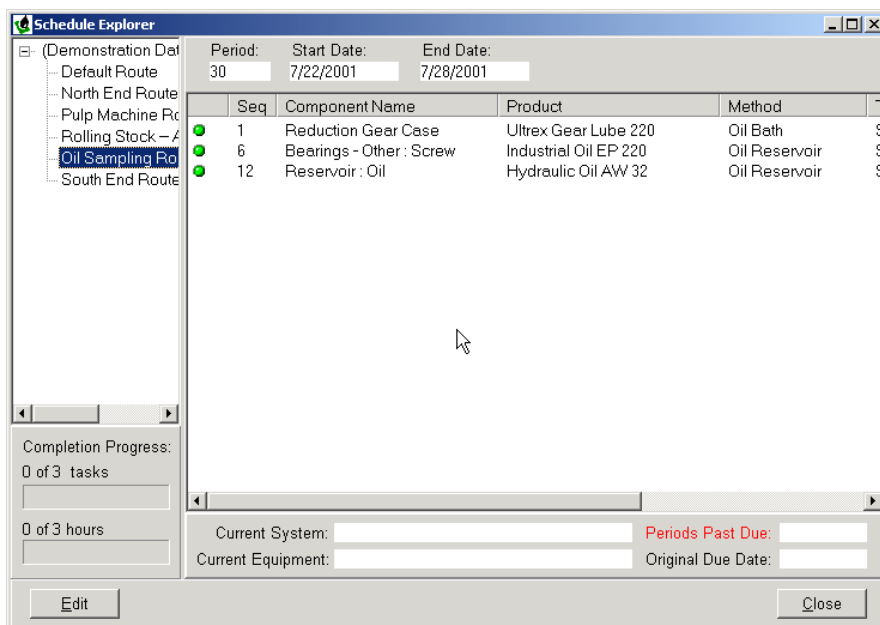 Schedule Explorer
(Demonstration Dat
Default Route
North End Route
Pulp Machine Ro
Rolling Stock – A
Oil Sampling Ro
South End Route
Period: Start Date: End Date:
30 7/22/2001 7/28/2001
Seq Component Name Product Method T
1 Reduction Gear Case Ultrex Gear Lube 220 Oil Bath S
6 Bearings - Other : Screw Industrial Oil EP 220 Oil Reservoir S
12 Reservoir : Oil Hydraulic Oil AW 32 Oil Reservoir S
Completion Progress:
0 of 3 tasks
0 of 3 hours
Current System: Periods Past Due:
Current Equipment: Original Due Date:
Edit Close